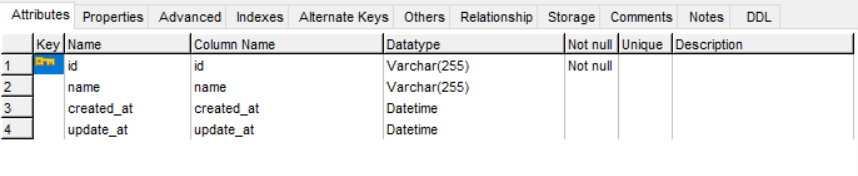 Attributes Properties Advanced Indexes Alternate Keys Others Relationship Storage Comments Notes DDL
Key Name Column Name Datatype Not null Unique Description
1 id id Varchar(255) Not null
2 name name Varchar(255)
3 created_at created_at Datetime
4 update_at update_at Datetime